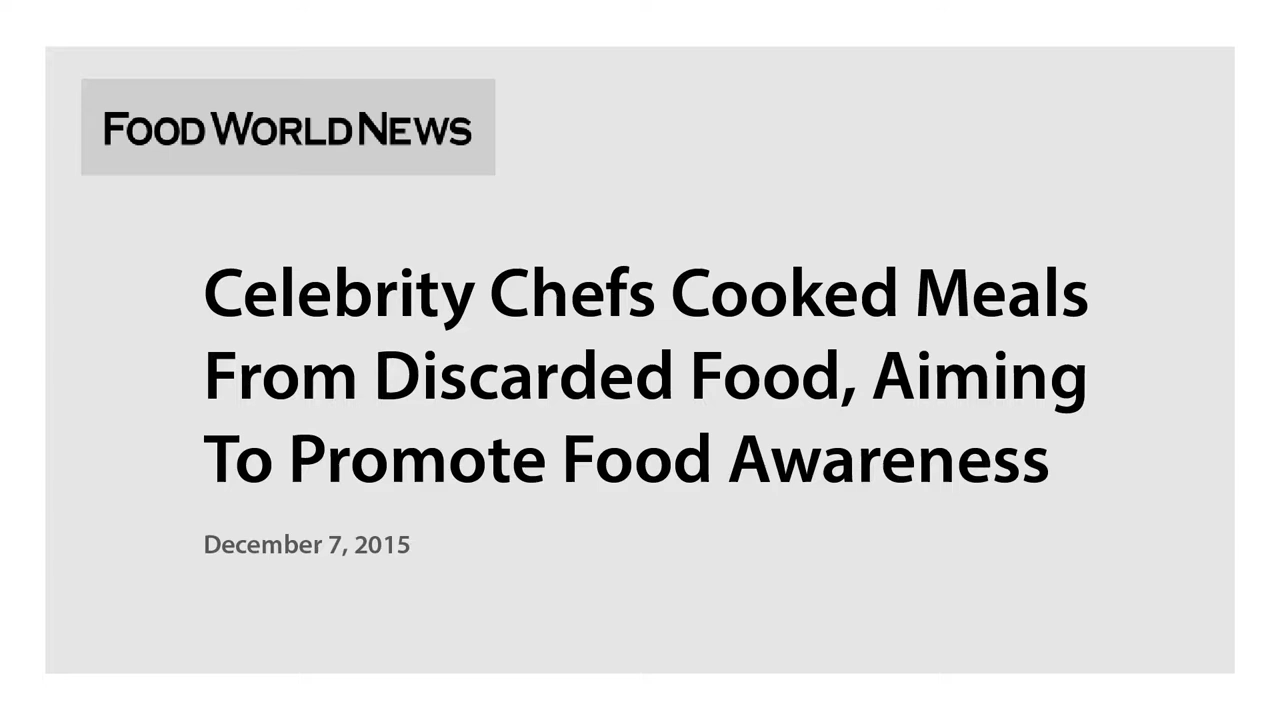 FOOD WORLD NEWS
Celebrity Chefs Cooked Meals
From Discarded Food, Aiming
To Promote Food Awareness
December 7, 2015